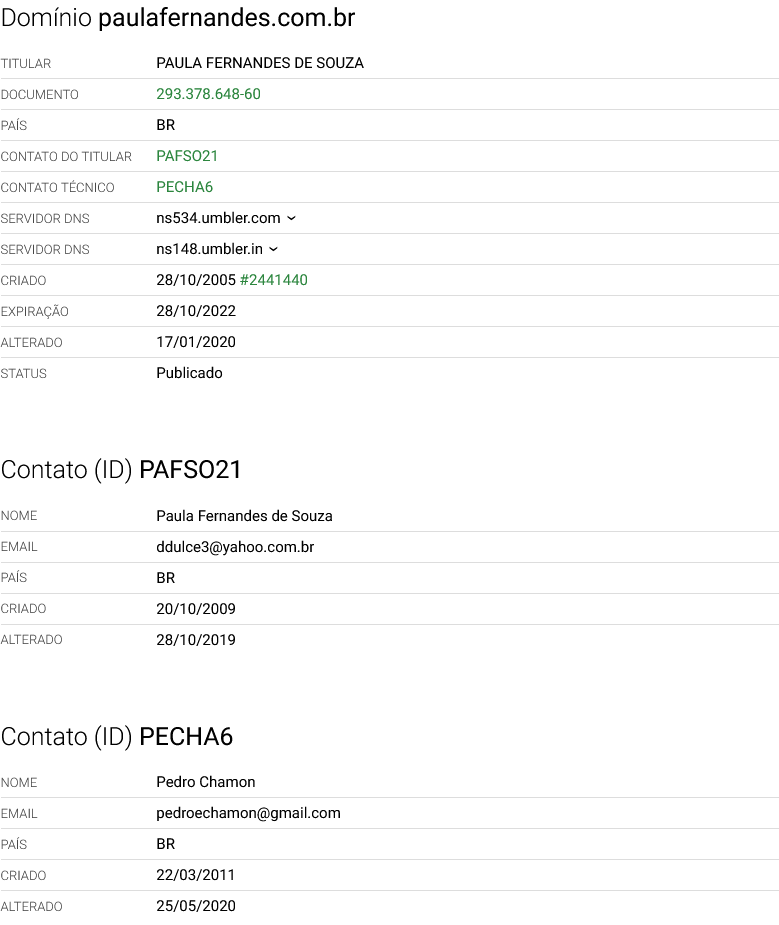 Domínio paulafernandes.com.br
TITULAR PAULA FERNANDES DE SOUZA
DOCUMENTO 293.378.648-60
PAÍS BR
CONTATO DO TITULAR PAFSO21
CONTATO TÉCNICO PECHA6
SERVIDOR DNS ns534.umbler.com
SERVIDOR DNS ns148.umbler.in
CRIADO 28/10/2005 #2441440
EXPIRAÇÃO 28/10/2022
ALTERADO 17/01/2020
STATUS Publicado
Contato (ID) PAFSO21
NOME Paula Fernandes de Souza
EMAIL ddulce3@yahoo.com.br
PAÍS BR
CRIADO 20/10/2009
ALTERADO 28/10/2019
Contato (ID) PECHA6
NOME Pedro Chamon
EMAIL pedroechamon@gmail.com
PAÍS BR
CRIADO 22/03/2011
ALTERADO 25/05/2020